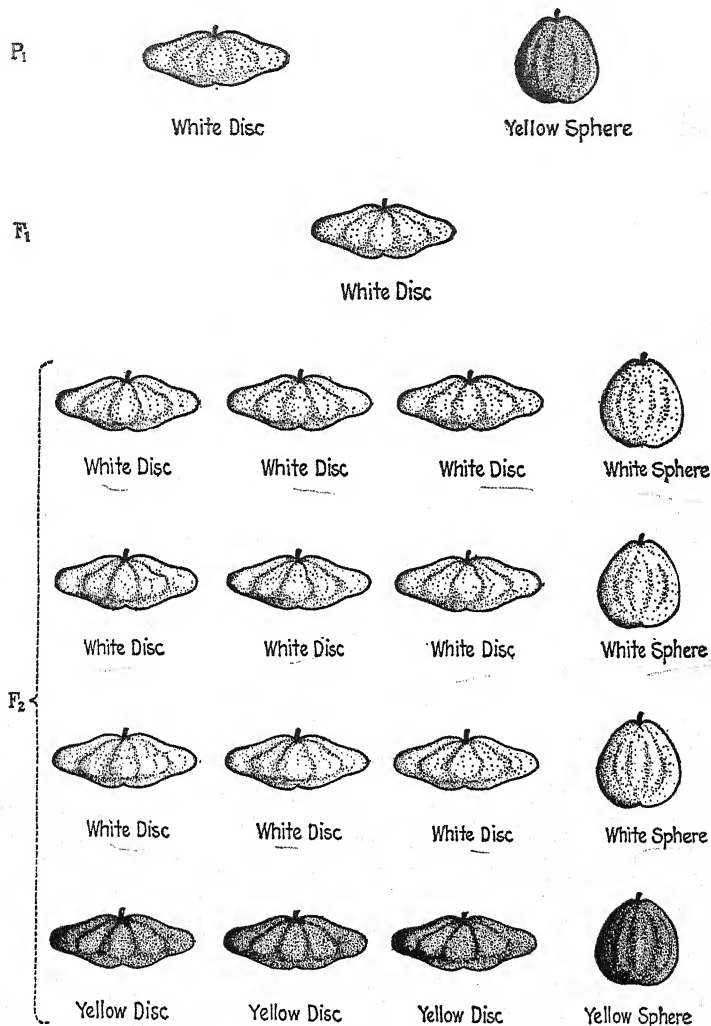 P1
White Disc Yellow Sphere
F1
White Disc
White Disc White Disc White Disc White Sphere
White Disc White Disc White Disc White Sphere
F2
White Disc White Disc White Disc White Sphere
Yellow Disc Yellow Disc Yellow Disc Yellow Sphere